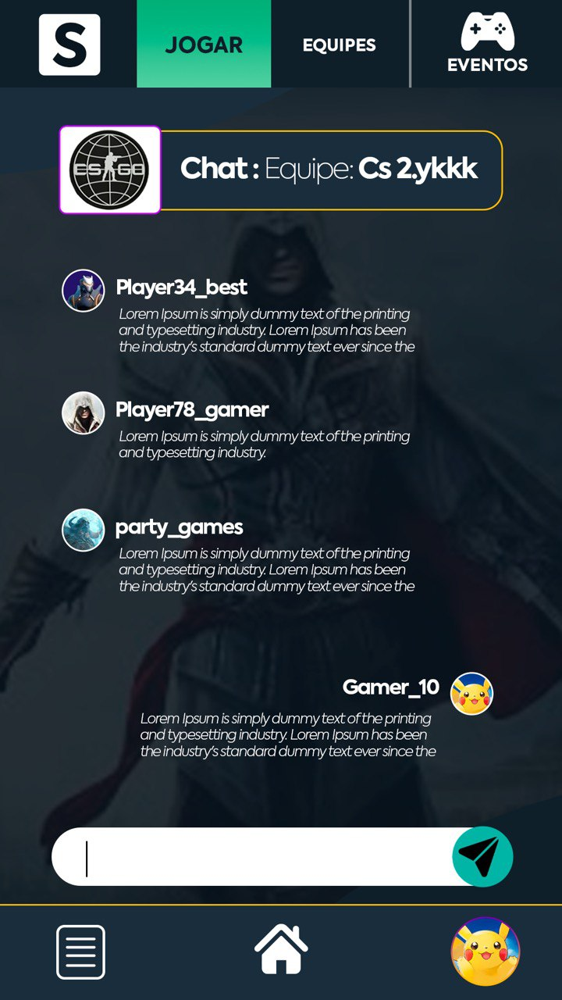 S
JOGAR
EQUIPES
EVENTOS
CS GO
Chat : Equipe: Cs 2.ykkk
Player34_best
Lorem Ipsum is simply dummy text of the printing
and typesetting industry. Lorem Ipsum has been
the industry's standard dummy text ever since the
Player78_gamer
Lorem Ipsum is simply dummy text of the printing
and typesetting industry.
party_games
Lorem Ipsum is simply dummy text of the printing
and typesetting industry. Lorem Ipsum has been
the industry's standard dummy text ever since the
Gamer_10
Lorem Ipsum is simply dummy text of the printing
and typesetting industry. Lorem Ipsum has been
the industry's standard dummy text ever since the